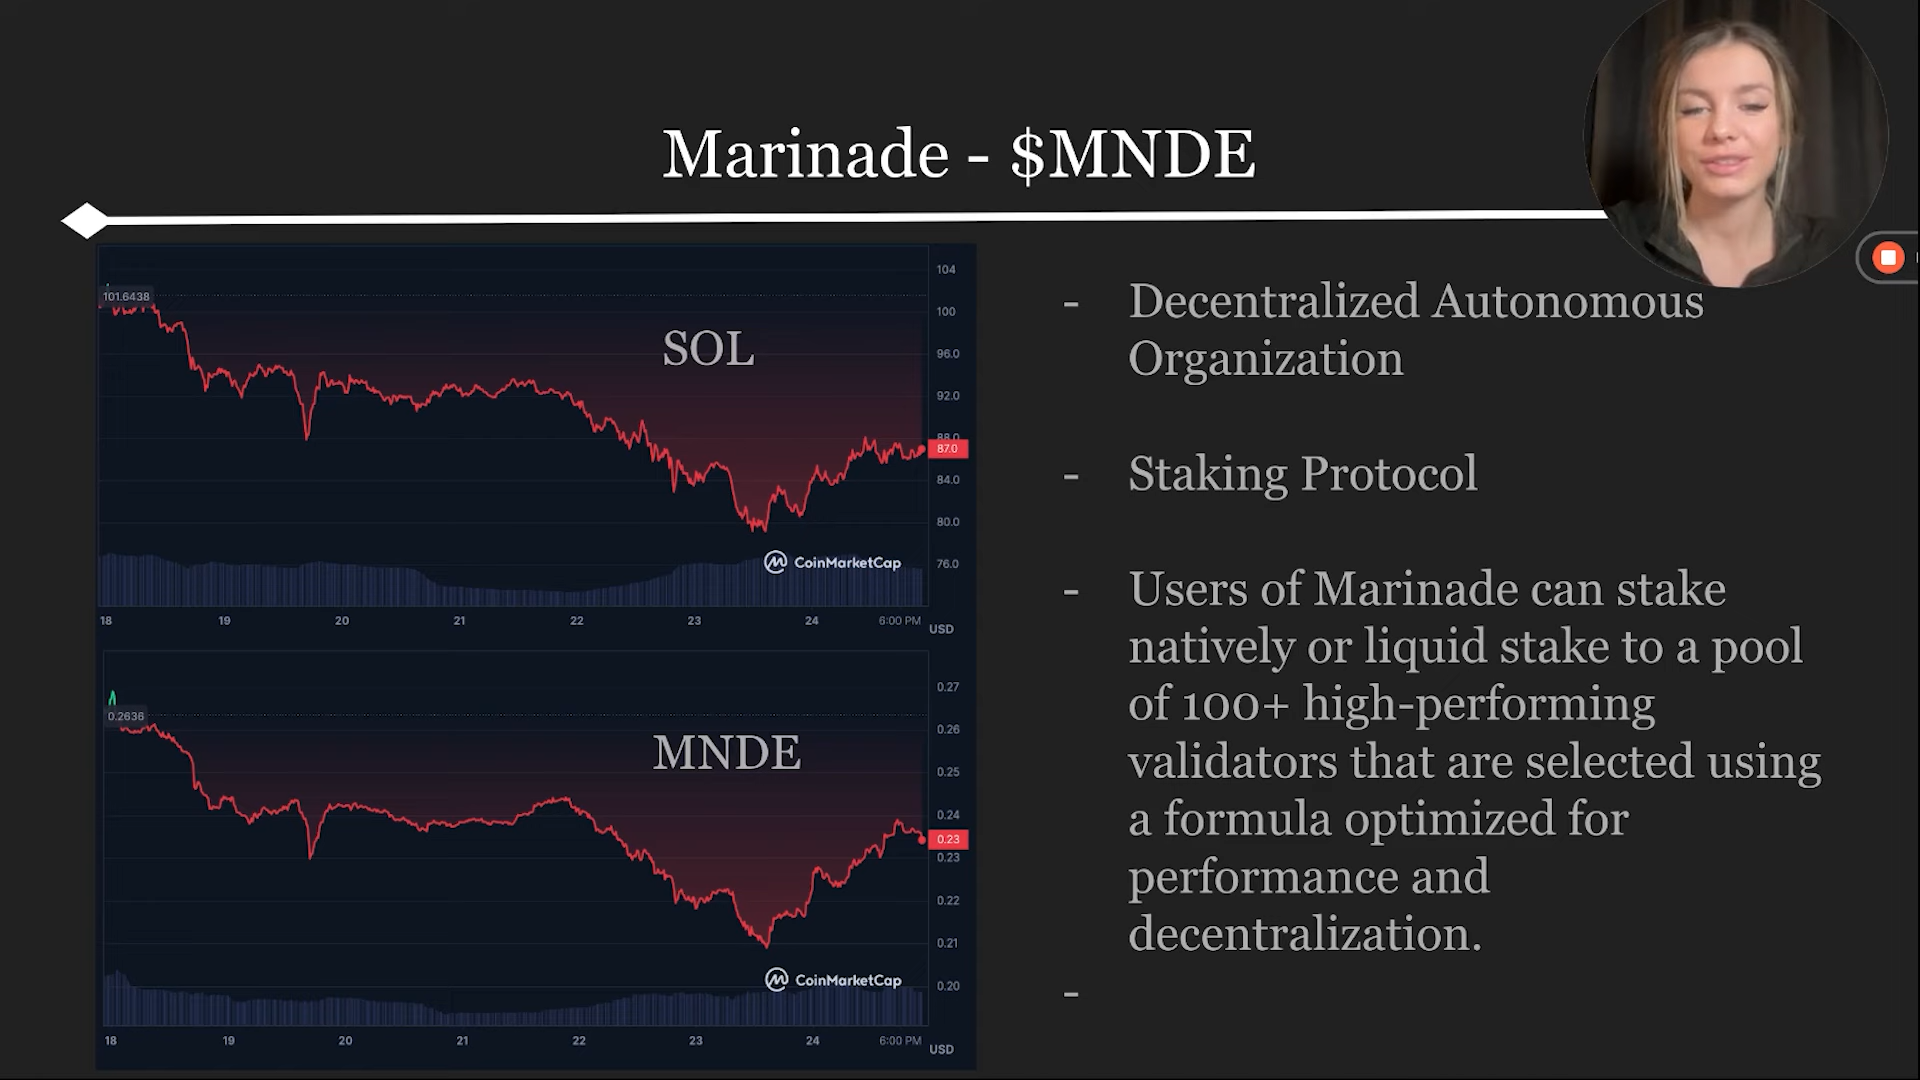 Marinade - $MNDE
104
101.6438
100
SOL
96.0
92.0
88.0
87.0
84.0
80.0
CoinMarketCap
76.0
18 19 20 21 22 23 24 6:00 PM USD
0.27
0.2636
0.26
MNDE
0.25
0.24
0.23
0.23
0.22
0.21
CoinMarketCap
0.20
18 19 20 21 22 23 24 6:00 PM USD
- Decentralized Autonomous
Organization
- Staking Protocol
- Users of Marinade can stake
natively or liquid stake to a pool
of 100+ high-performing
validators that are selected using
a formula optimized for
performance and
decentralization.
-